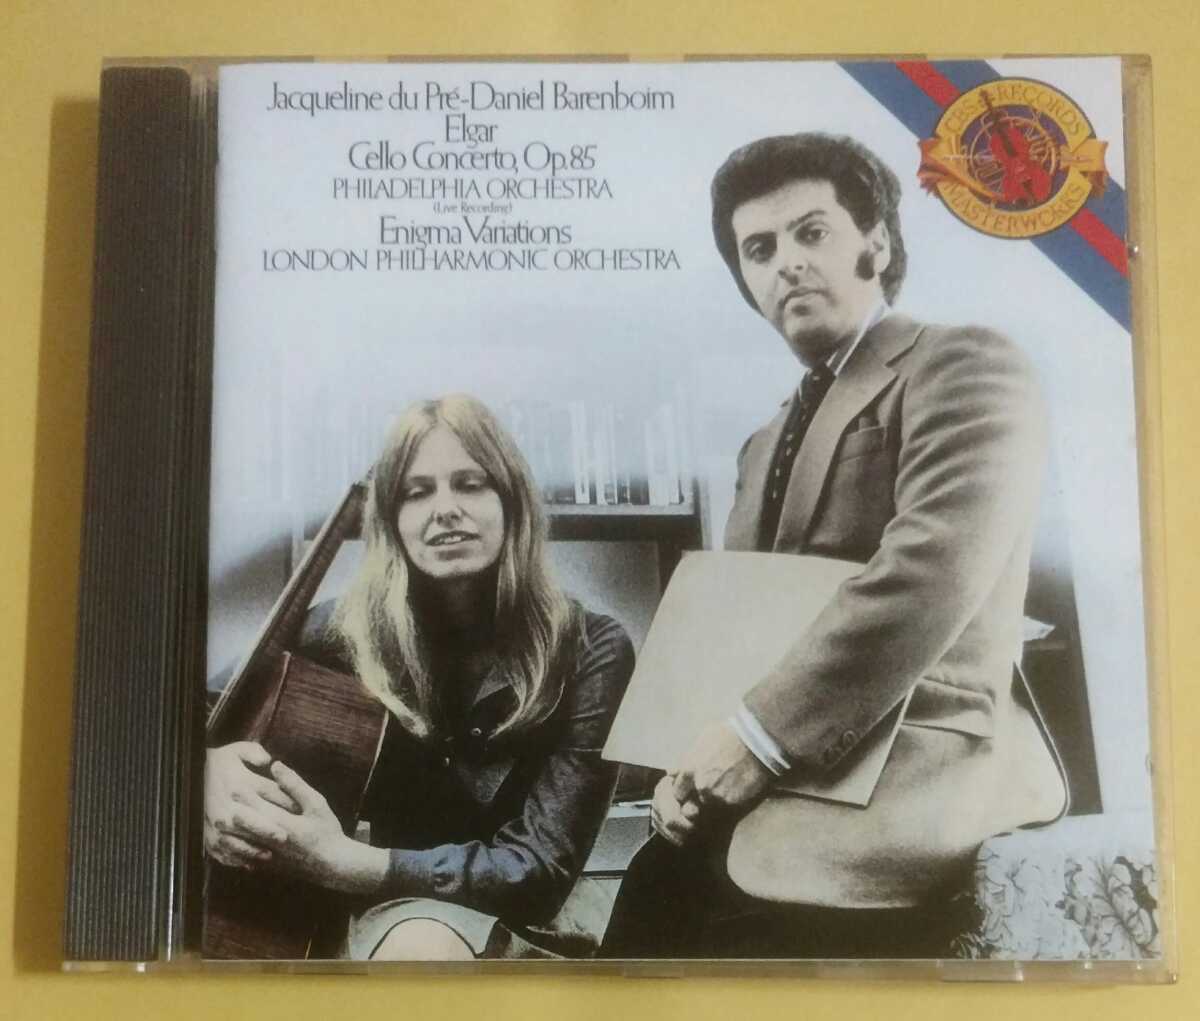 Jacqueline du Pré-Daniel Barenboim
Elgar
Cello Concerto, Op.85
PHILADELPHIA ORCHESTRA
(Live Recording)
Enigma Variations
LONDON PHILHARMONIC ORCHESTRA
CBS RECORDS
MASTERWORKS